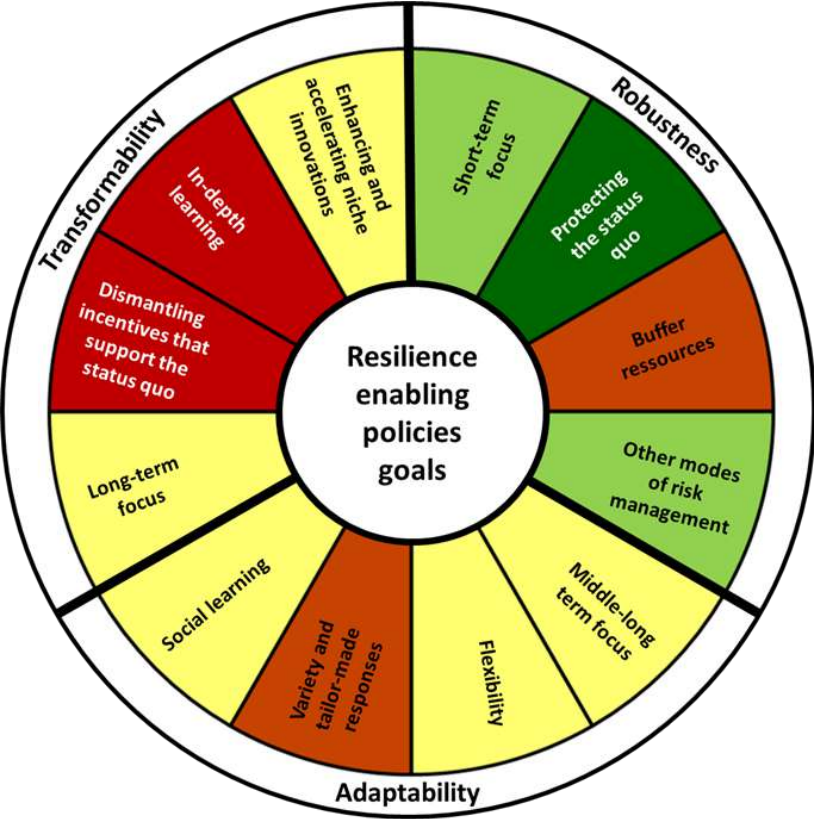 Robustness
Short-term
focus
Protecting
the status
quo
Buffer
ressources
Other modes
of risk
management
Adaptability
Middle-long
term focus
Flexibility
Variety and
tailor-made
responses
Social learning
Transformability
Long-term
focus
Dismantling
incentives that
support the
status quo
In-depth
learning
Enhancing and
accelerating niche
innovations
Resilience
enabling
policies
goals